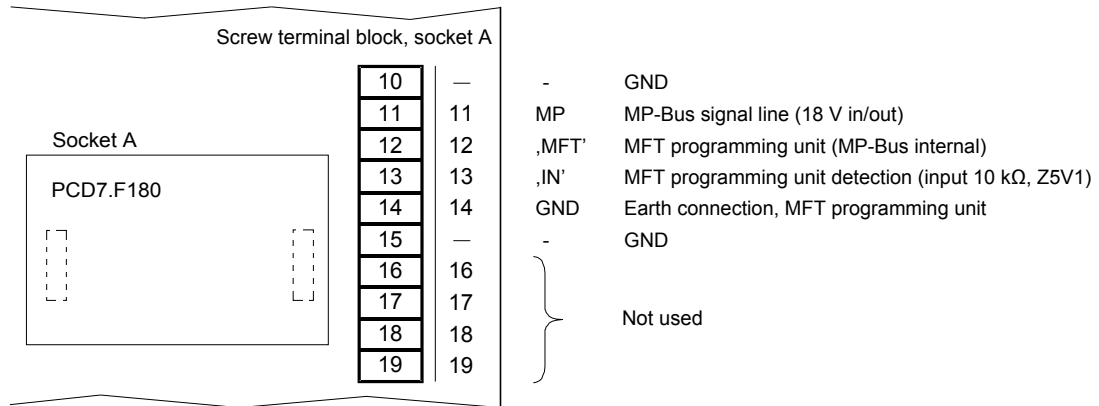 Screw terminal block, socket A
10 — - GND
11 11 MP MP-Bus signal line (18 V in/out)
Socket A
12 12 ‚MFT’ MFT programming unit (MP-Bus internal)
13 13 ‚IN’ MFT programming unit detection (input 10 kΩ, Z5V1)
PCD7.F180
14 14 GND Earth connection, MFT programming unit
15 — - GND
16 16
17 17
Not used
18 18
19 19